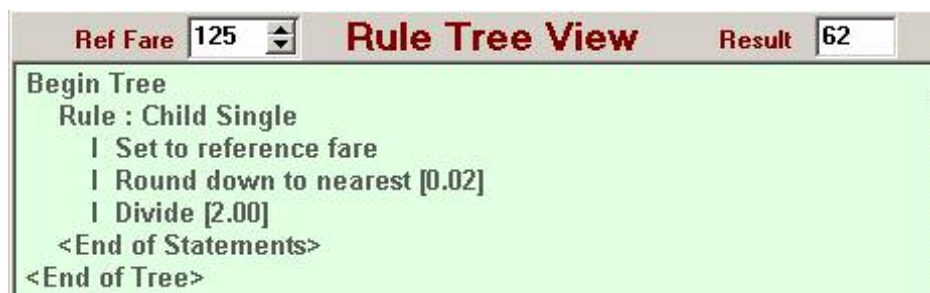 Ref Fare 125 Rule Tree View Result 62
Begin Tree
Rule : Child Single
| Set to reference fare
| Round down to nearest [0.02]
| Divide [2.00]
<End of Statements>
<End of Tree>